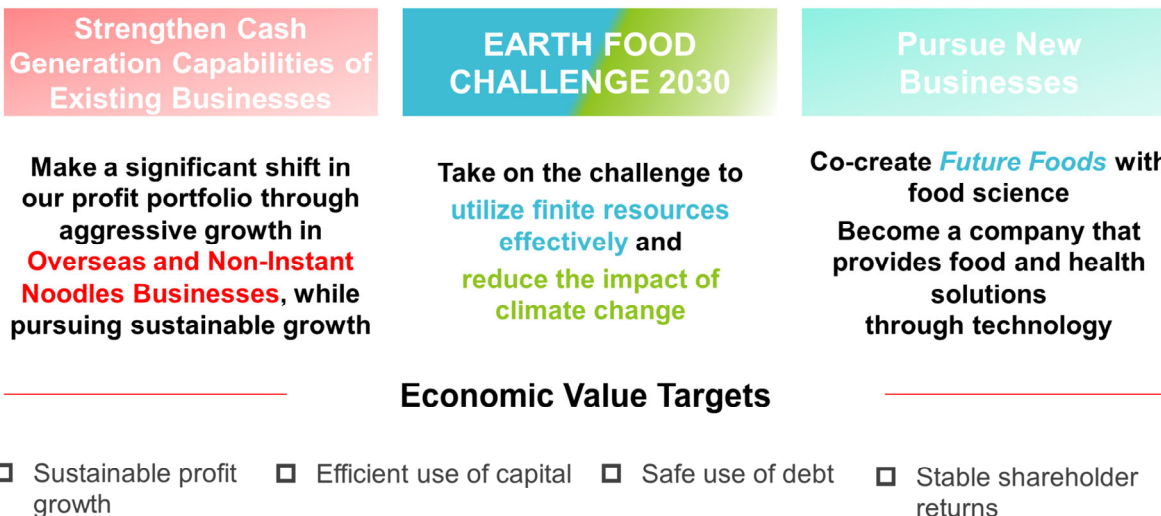 Strengthen Cash
Generation Capabilities of
Existing Businesses
Make a significant shift in
our profit portfolio through
aggressive growth in
Overseas and Non-Instant
Noodles Businesses, while
pursuing sustainable growth
EARTH FOOD
CHALLENGE 2030
Take on the challenge to
utilize finite resources
effectively and
reduce the impact of
climate change
Pursue New
Businesses
Co-create Future Foods with
food science
Become a company that
provides food and health
solutions
through technology
Economic Value Targets
Sustainable profit
growth
Efficient use of capital
Safe use of debt
Stable shareholder
returns